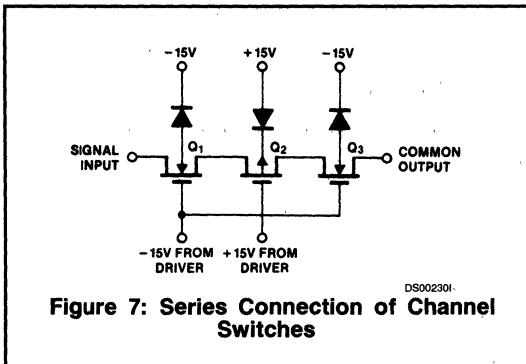 -15V +15V -15V
SIGNAL INPUT Q1 Q2 Q3 COMMON OUTPUT
-15V FROM DRIVER +15V FROM DRIVER
DS00230I
Figure 7: Series Connection of Channel
Switches